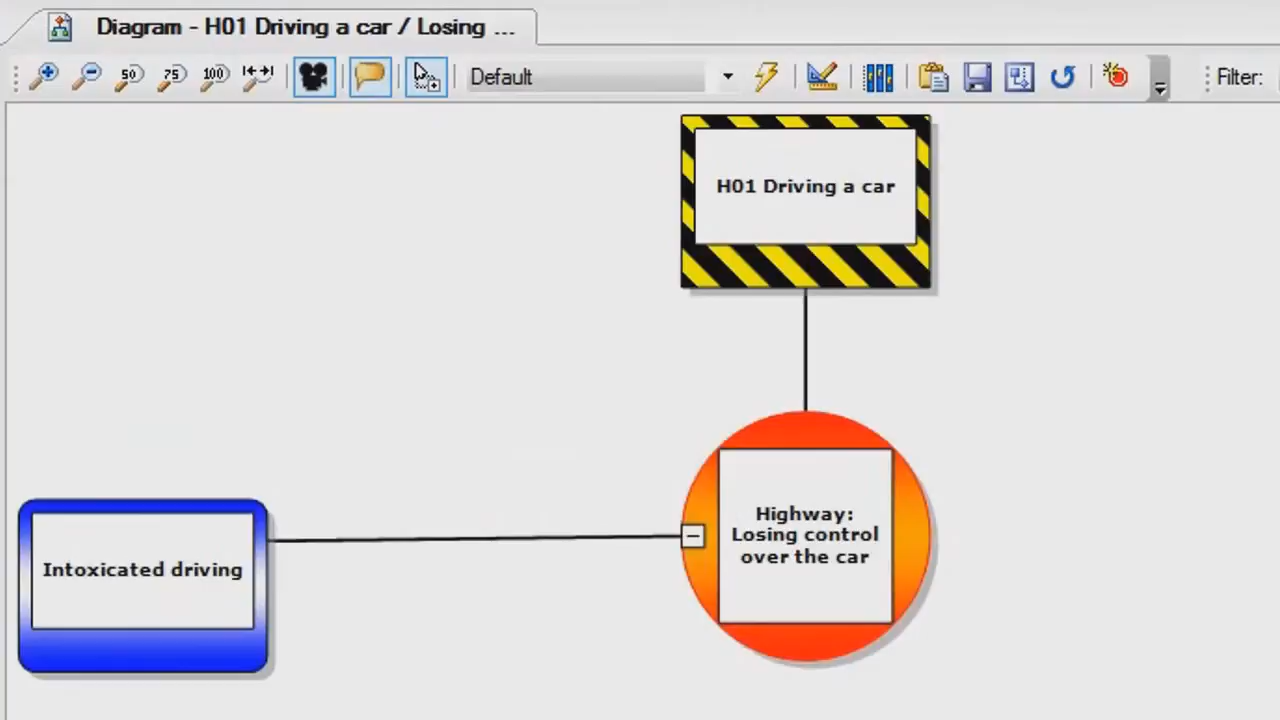 Diagram - H01 Driving a car / Losing ...
50 75 100 Default Filter:
H01 Driving a car
Highway:
Losing control
over the car
Intoxicated driving